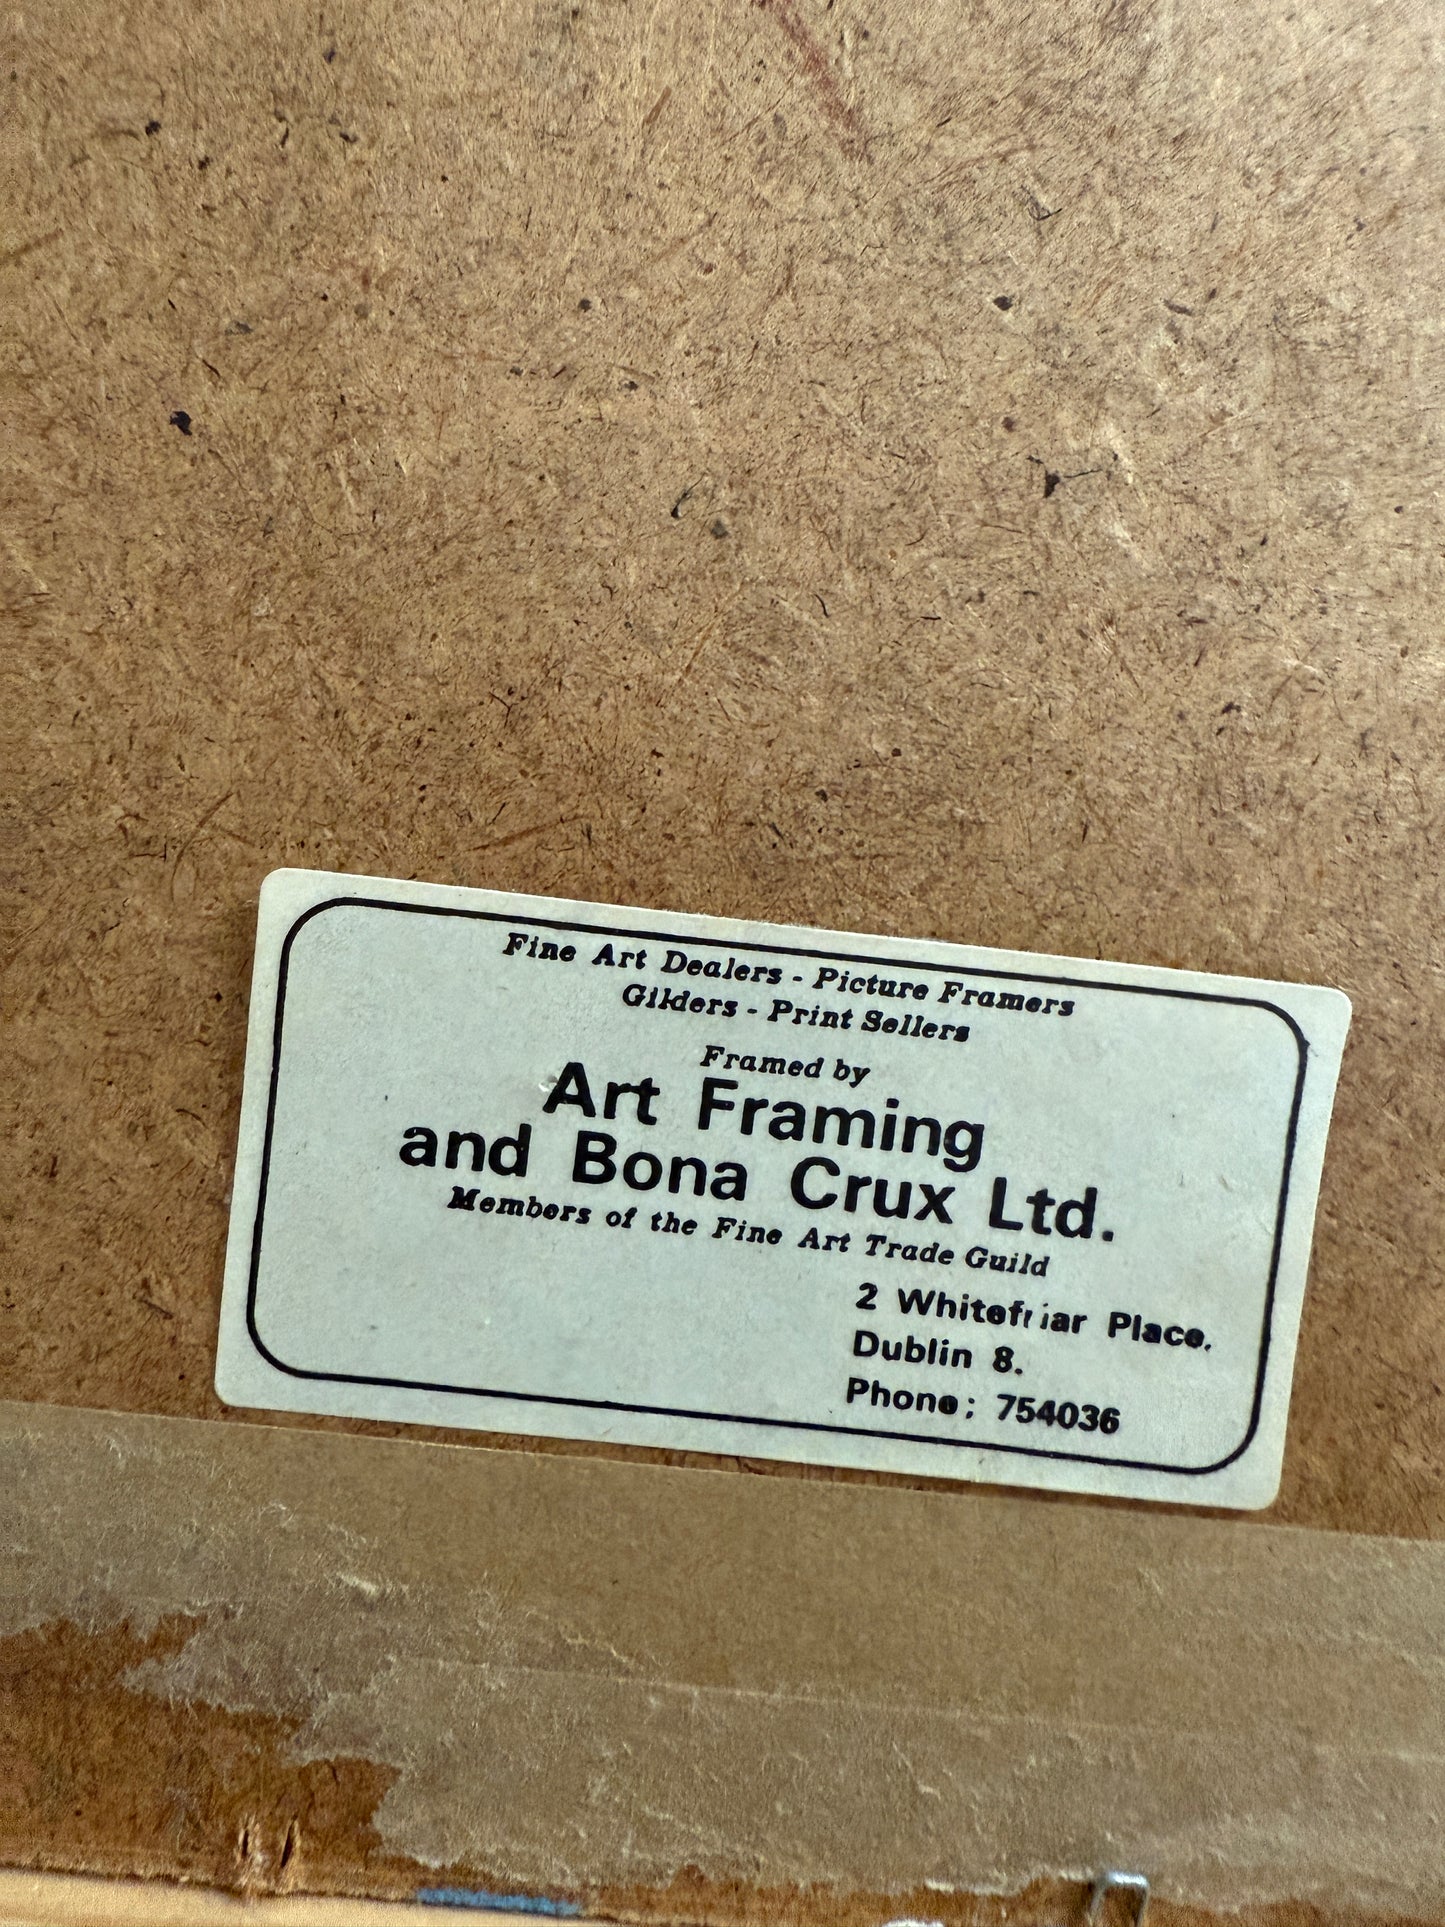 Fine Art Dealers - Picture Framers
Gilders - Print Sellers
Framed by
Art Framing
and Bona Crux Ltd.
Members of the Fine Art Trade Guild
2 Whitefriar Place.
Dublin 8.
Phone; 754036